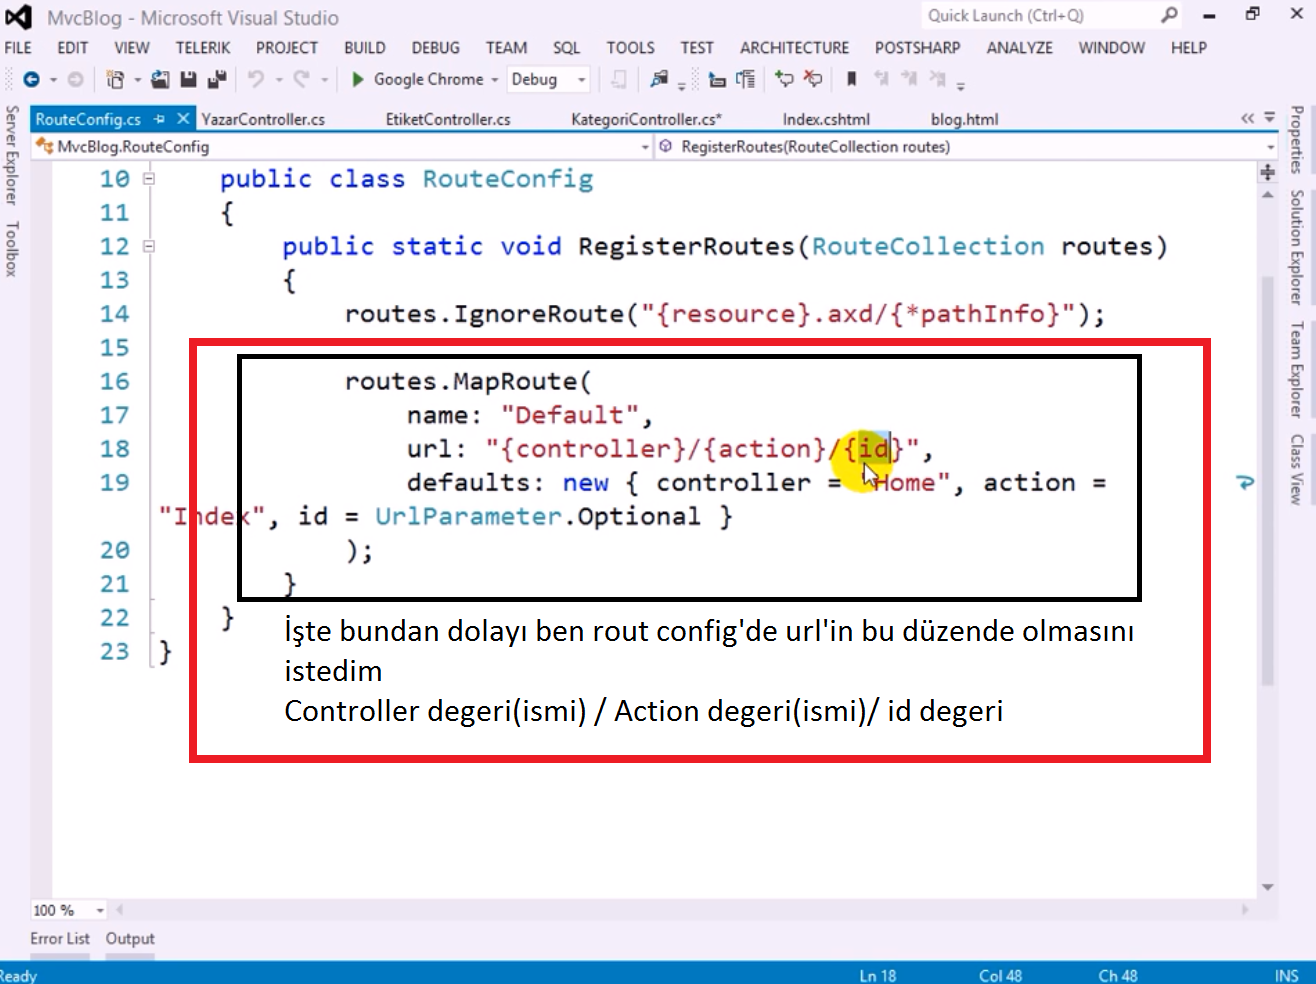 MvcBlog - Microsoft Visual Studio
Quick Launch (Ctrl+Q)
FILE EDIT VIEW TELERIK PROJECT BUILD DEBUG TEAM SQL TOOLS TEST ARCHITECTURE POSTSHARP ANALYZE WINDOW HELP
Google Chrome Debug
Server Explorer
Toolbox
RouteConfig.cs YazarController.cs EtiketController.cs KategoriController.cs* Index.cshtml blog.html
MvcBlog.RouteConfig RegisterRoutes(RouteCollection routes)
10 public class RouteConfig
11 {
12 public static void RegisterRoutes(RouteCollection routes)
13 {
14 routes.IgnoreRoute("{resource}.axd/{*pathInfo}");
15
16 routes.MapRoute(
17 name: "Default",
18 url: "{controller}/{action}/{id}",
19 defaults: new { controller = "Home", action =
"Index", id = UrlParameter.Optional }
20 );
21 }
22 }
23 }
İşte bundan dolayı ben rout config'de url'in bu düzende olmasını
istedim
Controller degeri(ismi) / Action degeri(ismi)/ id degeri
Properties
Solution Explorer
Team Explorer
Class View
100 %
Error List Output
Ready Ln 18 Col 48 Ch 48 INS